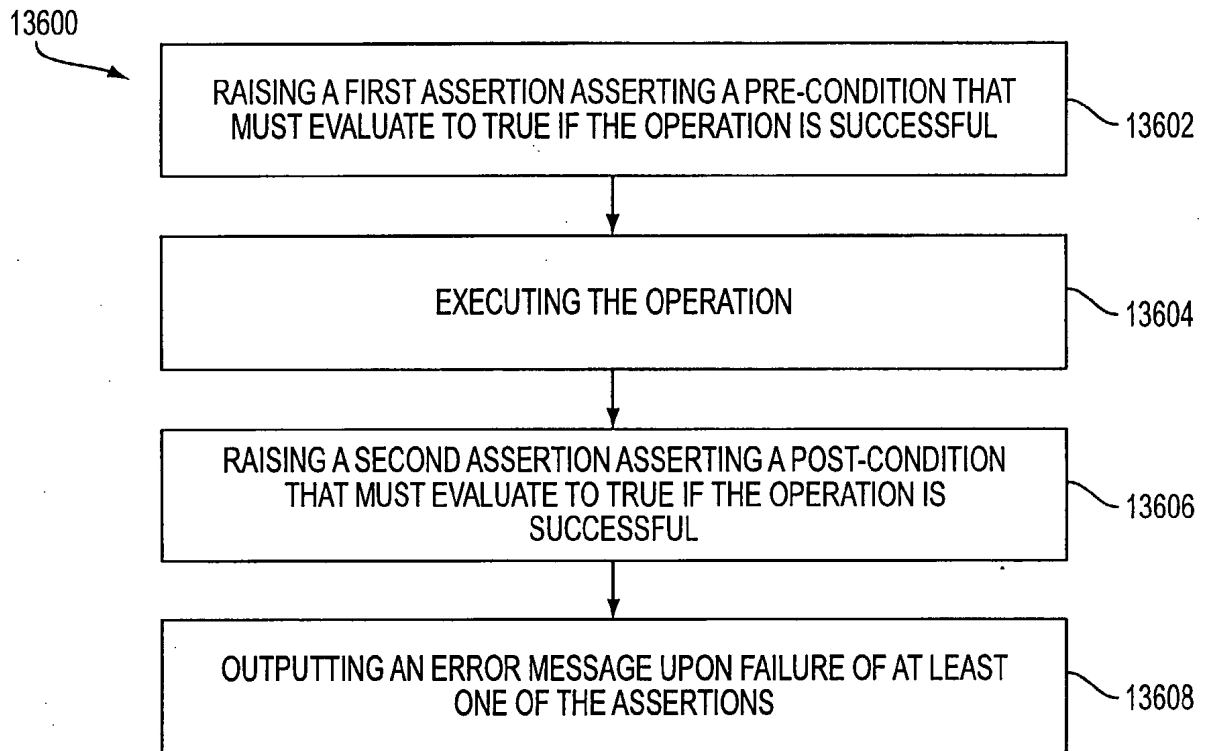 13600
RAISING A FIRST ASSERTION ASSERTING A PRE-CONDITION THAT
MUST EVALUATE TO TRUE IF THE OPERATION IS SUCCESSFUL
13602
EXECUTING THE OPERATION
13604
RAISING A SECOND ASSERTION ASSERTING A POST-CONDITION
THAT MUST EVALUATE TO TRUE IF THE OPERATION IS
SUCCESSFUL
13606
OUTPUTTING AN ERROR MESSAGE UPON FAILURE OF AT LEAST
ONE OF THE ASSERTIONS
13608